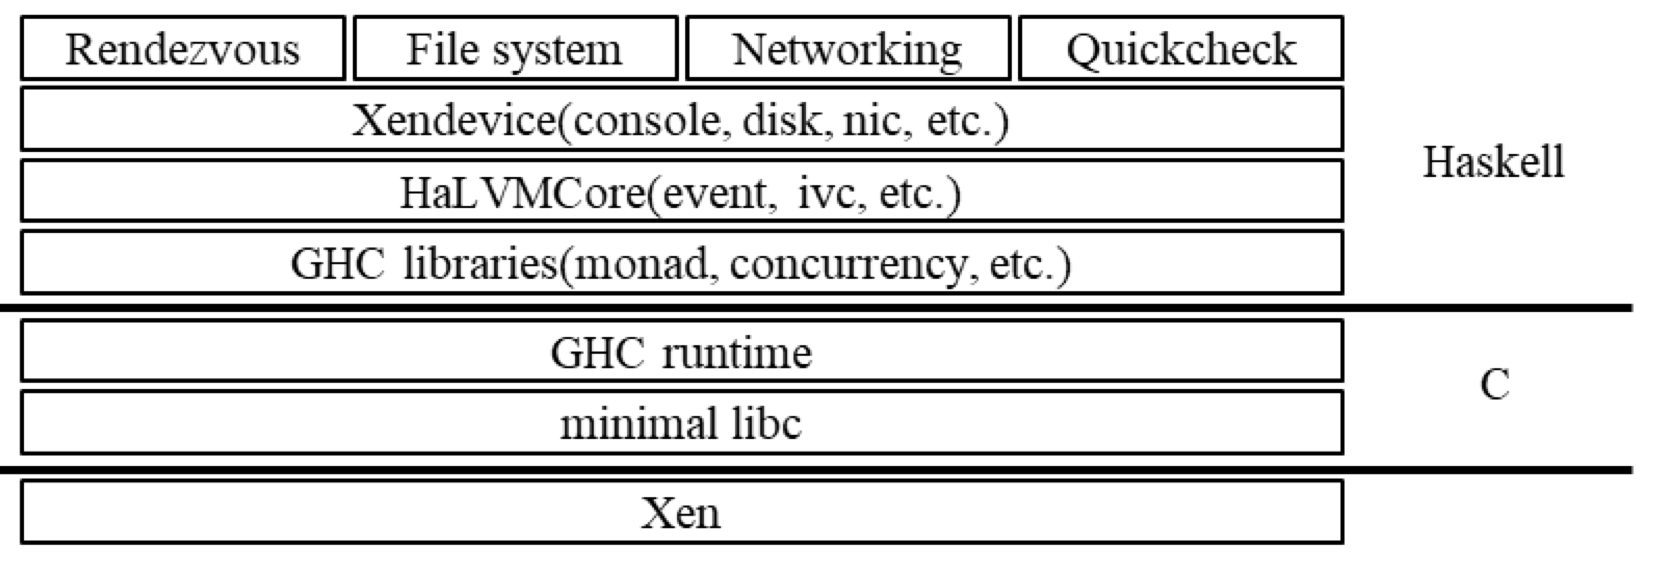 Rendezvous
File system
Networking
Quickcheck
Xendevice(console, disk, nic, etc.)
HaLVMCore(event, ivc, etc.)
Haskell
GHC libraries(monad, concurrency, etc.)
GHC runtime
minimal libc
C
Xen